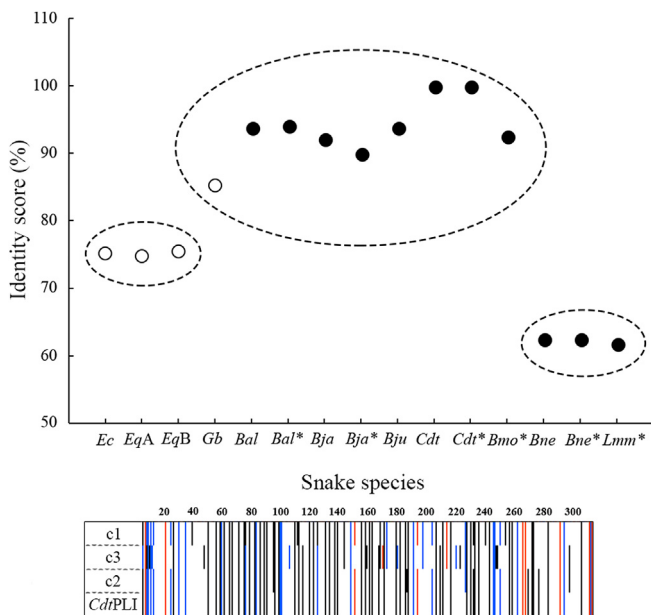 110
100
90
80
70
60
50
Identity score (%)
Ec EqA EqB Gb Bal Bal* Bja Bja* Bju Cdt Cdt* Bmo* Bne Bne* Lmm*
Snake species
20 40 60 80 100 120 140 160 180 200 220 240 260 280 300
c1
c3
c2
CdtPLI